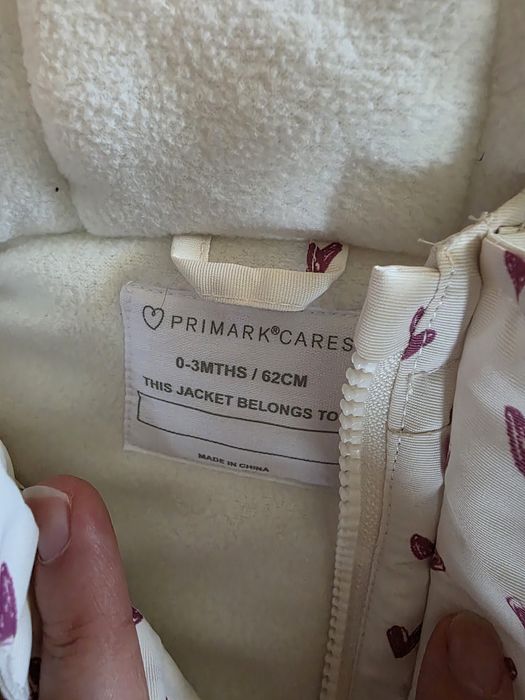 PRIMARK®CARES
0-3MTHS / 62CM
THIS JACKET BELONGS TO
MADE IN CHINA